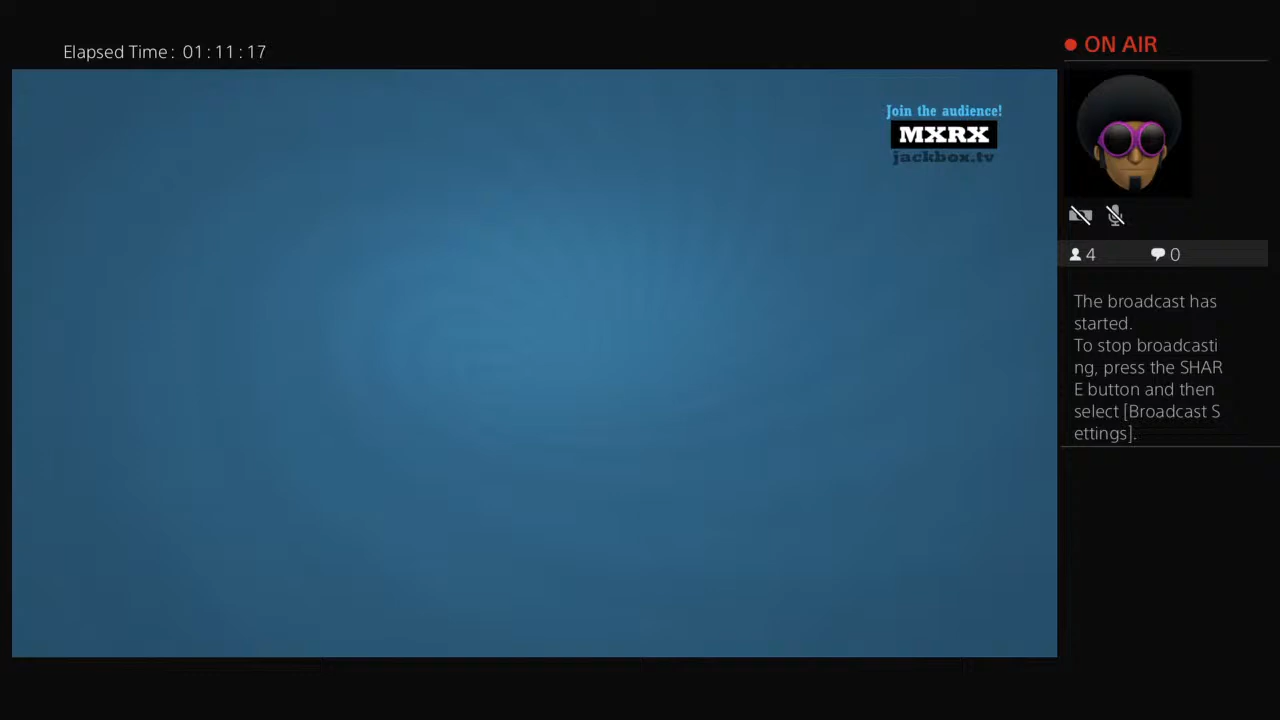 Elapsed Time: 01:11:17
ON AIR
Join the audience!
MXRX
jackbox.tv
4
0
The broadcast has
started.
To stop broadcasti
ng, press the SHAR
E button and then
select [Broadcast S
ettings].